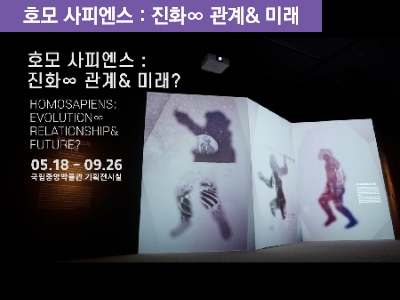 호모 사피엔스 : 진화∞ 관계& 미래
호모 사피엔스 :
진화∞ 관계& 미래?
HOMOSAPIENS:
EVOLUTION∞
RELATIONSHIP&
FUTURE?
05.18 - 09.26
국립중앙박물관 기획전시실